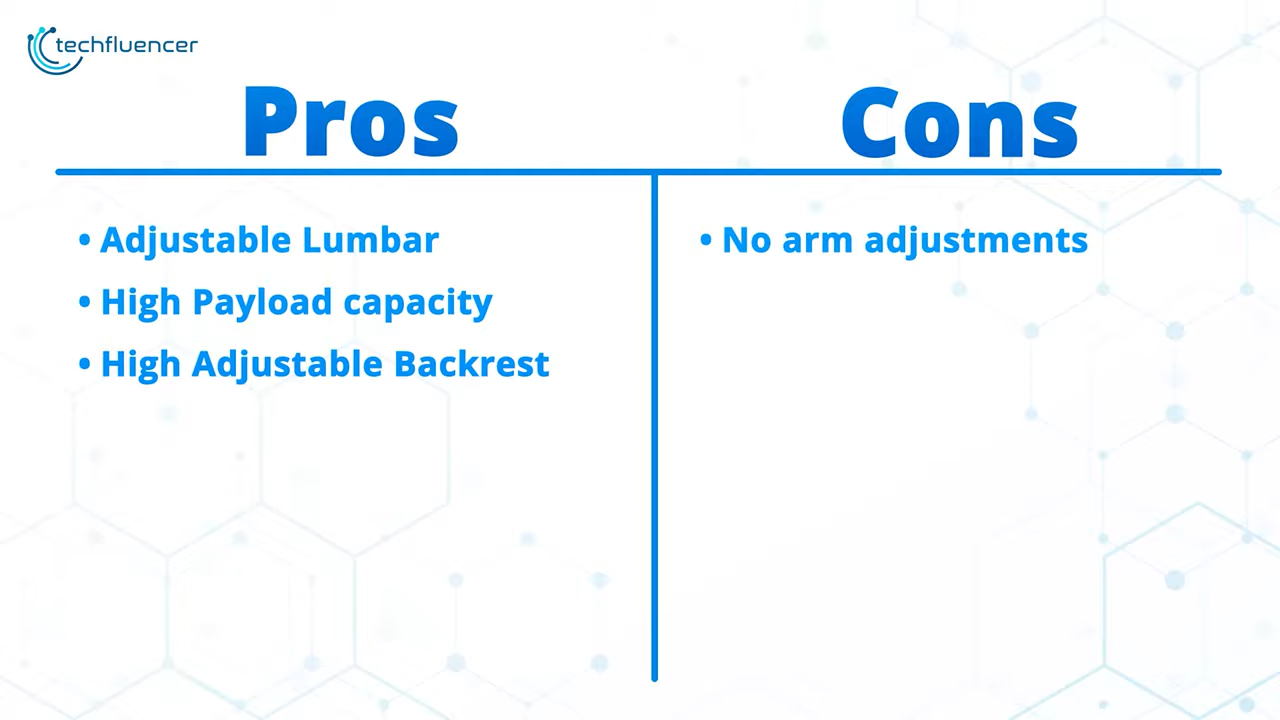 techfluencer
Pros
Cons
• Adjustable Lumbar
• High Payload capacity
• High Adjustable Backrest
• No arm adjustments